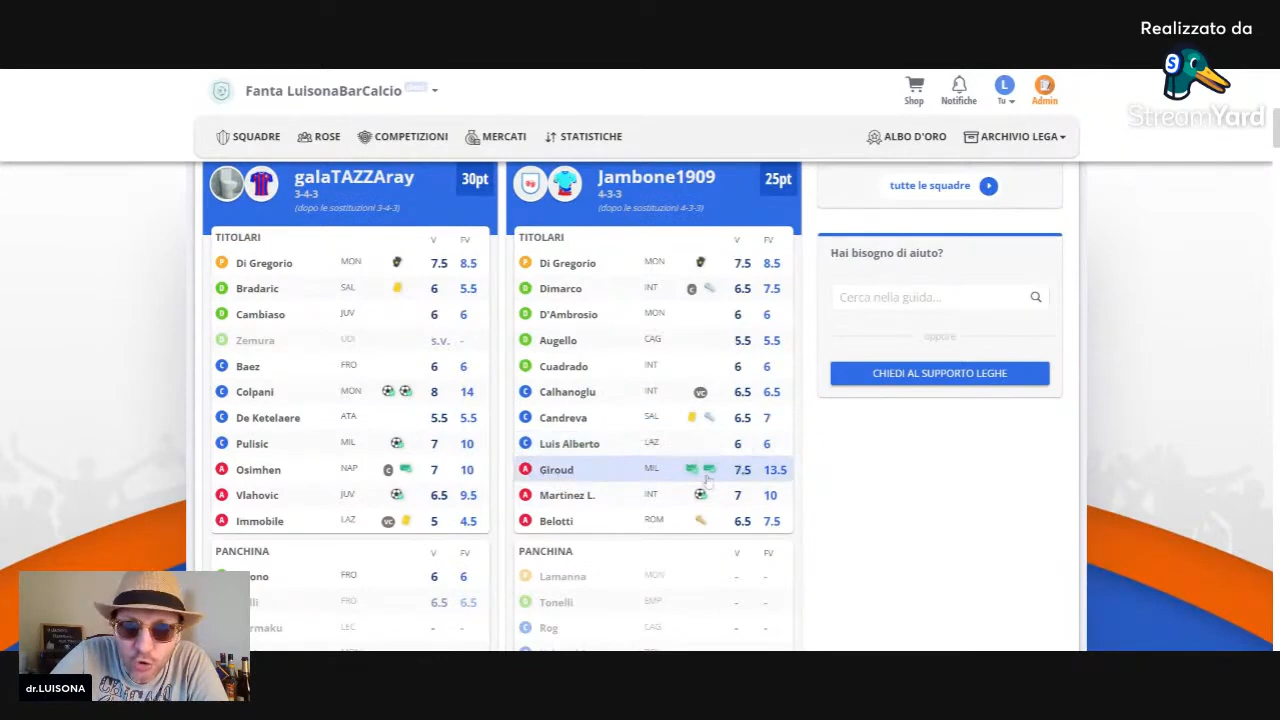 Realizzato da
S
StreamYard
Fanta LuisonaBarCalcio
Shop
Notifiche
L
Tu
Admin
SQUADRE
ROSE
COMPETIZIONI
MERCATI
STATISTICHE
ALBO D'ORO
ARCHIVIO LEGA
galaTAZZAray 30pt
3-4-3
(dopo le sostituzioni 3-4-3)
TITOLARI V FV
P Di Gregorio MON 7.5 8.5
D Bradaric SAL 6 5.5
D Cambiaso JUV 6 6
D Zemura UDI s.v. -
C Baez FRO 6 6
C Colpani MON 8 14
C De Ketelaere ATA 5.5 5.5
C Pulisic MIL 7 10
A Osimhen NAP C 7 10
A Vlahovic JUV 6.5 9.5
A Immobile LAZ VC 5 4.5
PANCHINA V FV
FRO 6 6
FRO 6.5 6.5
LEC - -
Jambone1909 25pt
4-3-3
(dopo le sostituzioni 4-3-3)
TITOLARI V FV
P Di Gregorio MON 7.5 8.5
D Dimarco INT C 6.5 7.5
D D'Ambrosio MON 6 6
D Augello CAG 5.5 5.5
D Cuadrado INT 6 6
C Calhanoglu INT VC 6.5 6.5
C Candreva SAL 6.5 7
C Luis Alberto LAZ 6 6
A Giroud MIL 7.5 13.5
A Martinez L. INT 7 10
A Belotti ROM 6.5 7.5
PANCHINA V FV
P Lamanna MON - -
D Tonelli EMP - -
C Rog CAG - -
tutte le squadre
Hai bisogno di aiuto?
Cerca nella guida...
oppure
CHIEDI AL SUPPORTO LEGHE
dr.LUISONA